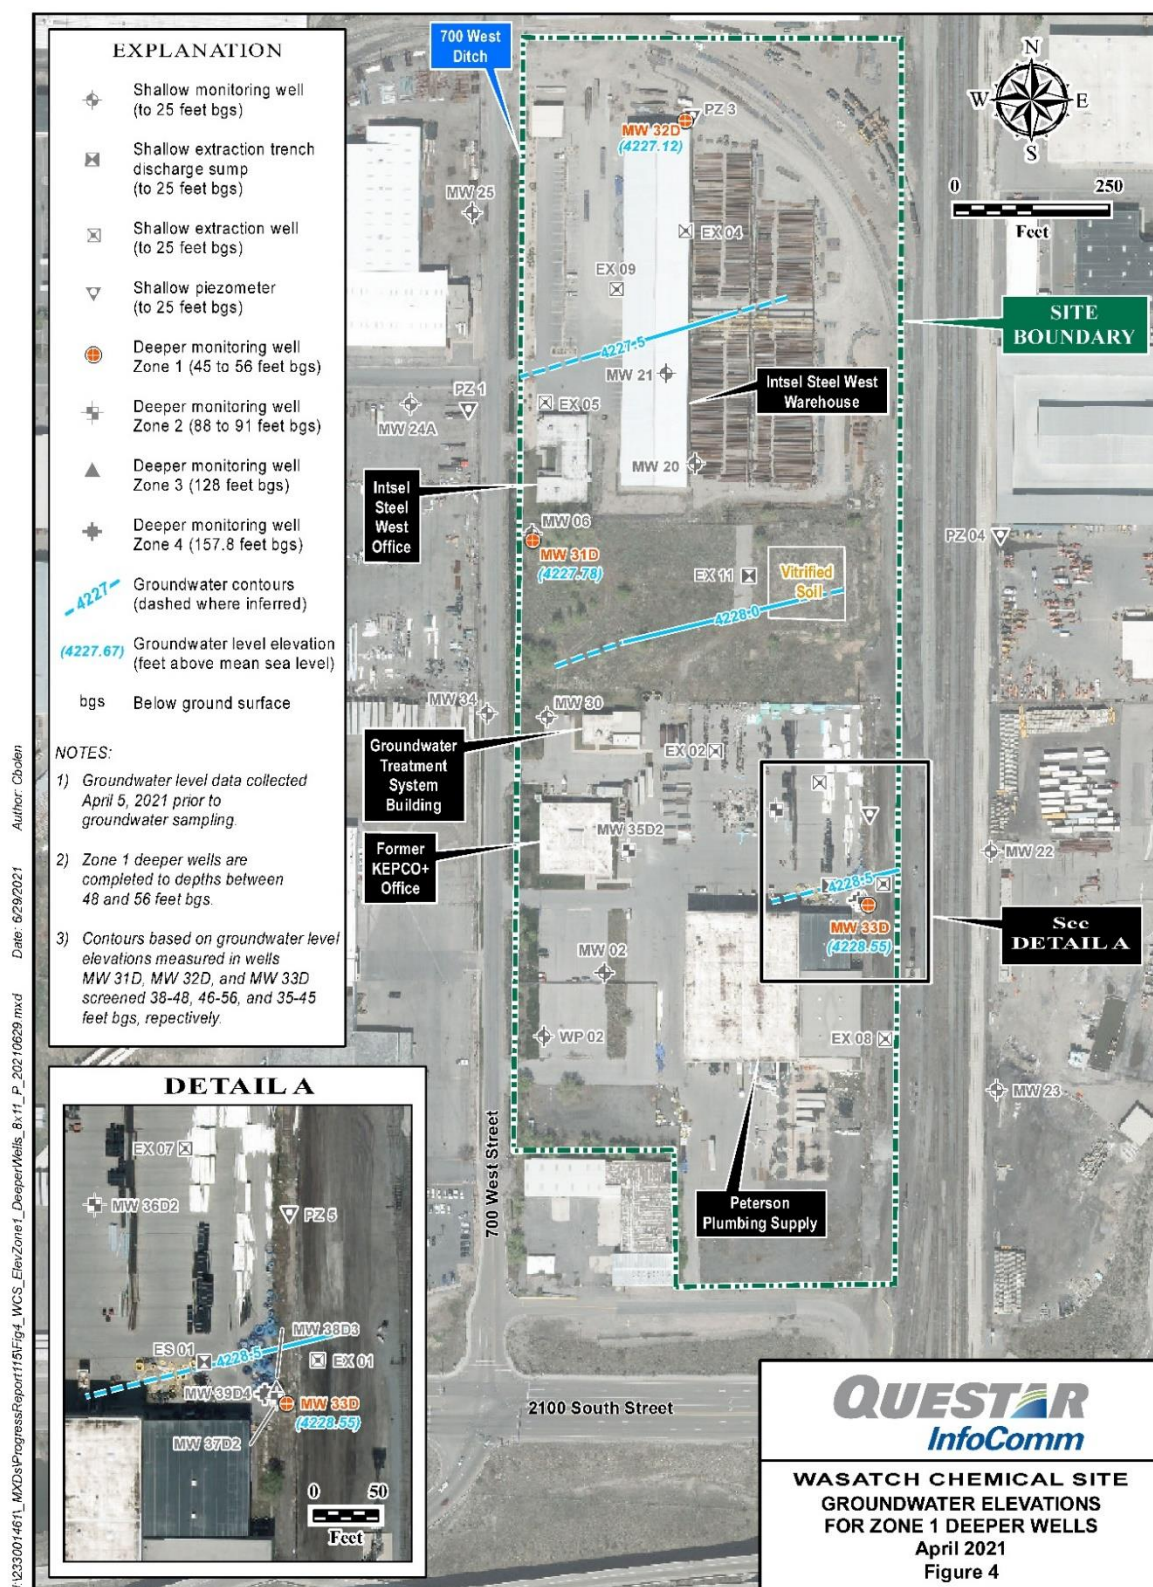 EXPLANATION
Shallow monitoring well
(to 25 feet bgs)
Shallow extraction trench
discharge sump
(to 25 feet bgs)
Shallow extraction well
(to 25 feet bgs)
Shallow piezometer
(to 25 feet bgs)
Deeper monitoring well
Zone 1 (45 to 56 feet bgs)
Deeper monitoring well
Zone 2 (88 to 91 feet bgs)
Deeper monitoring well
Zone 3 (128 feet bgs)
Deeper monitoring well
Zone 4 (157.8 feet bgs)
4227
Groundwater contours
(dashed where inferred)
(4227.67)
Groundwater level elevation
(feet above mean sea level)
bgs
Below ground surface
NOTES:
1) Groundwater level data collected
April 5, 2021 prior to
groundwater sampling.
2) Zone 1 deeper wells are
completed to depths between
48 and 56 feet bgs.
3) Contours based on groundwater level
elevations measured in wells
MW 31D, MW 32D, and MW 33D
screened 38-48, 46-56, and 35-45
feet bgs, repectively.
700 West
Ditch
PZ 3
MW 32D
(4227.12)
N
W E
S
0 250
Feet
MW 25
EX 04
EX 09
SITE
BOUNDARY
4227.5
MW 21
Intsel Steel West
Warehouse
PZ 1
EX 05
MW 24A
MW 20
Intsel
Steel
West
Office
MW 06
MW 31D
(4227.78)
PZ 04
EX 11
Vitrified
Soil
4228.0
MW 34
MW 30
Groundwater
Treatment
System
Building
EX 02
MW 35D2
Former
KEPCO+
Office
MW 22
4228.5
MW 33D
(4228.55)
See
DETAIL A
MW 02
WP 02
EX 08
MW 23
700 West Street
Peterson
Plumbing Supply
2100 South Street
DETAIL A
EX 07
MW 36D2
PZ 5
MW 38D3
ES 01
4228.5
EX 01
MW 39D4
MW 33D
(4228.55)
MW 37D2
0 50
Feet
QUESTAR
InfoComm
WASATCH CHEMICAL SITE
GROUNDWATER ELEVATIONS
FOR ZONE 1 DEEPER WELLS
April 2021
Figure 4
Author: Cbolen
Date: 6/29/2021
233001461\_MXDs\ProgressReport115\Fig4_WCS_ElevZone1_DeeperWells_8x11_P_20210629.mxd